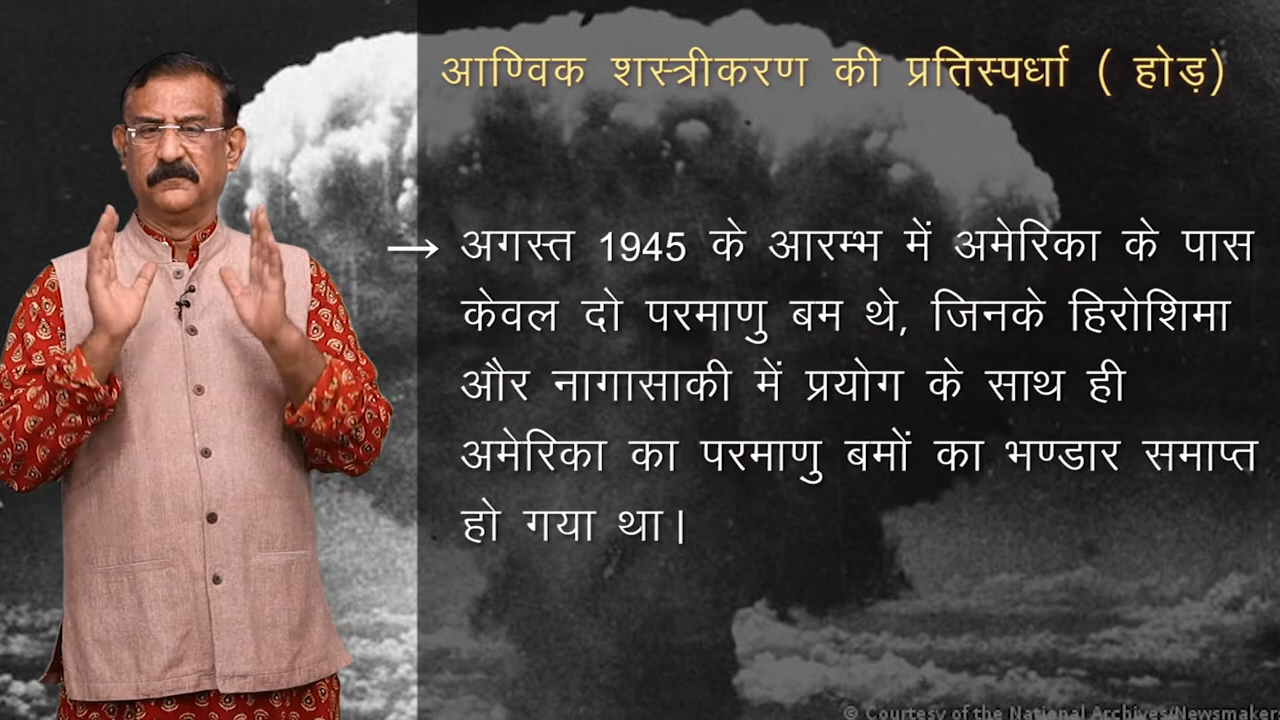 आण्विक शस्त्रीकरण की प्रतिस्पर्धा ( होड़)
→ अगस्त 1945 के आरम्भ में अमेरिका के पास
केवल दो परमाणु बम थे, जिनके हिरोशिमा
और नागासाकी में प्रयोग के साथ ही
अमेरिका का परमाणु बमों का भण्डार समाप्त
हो गया था।
© Courtesy of the National Archives/Newsmaker